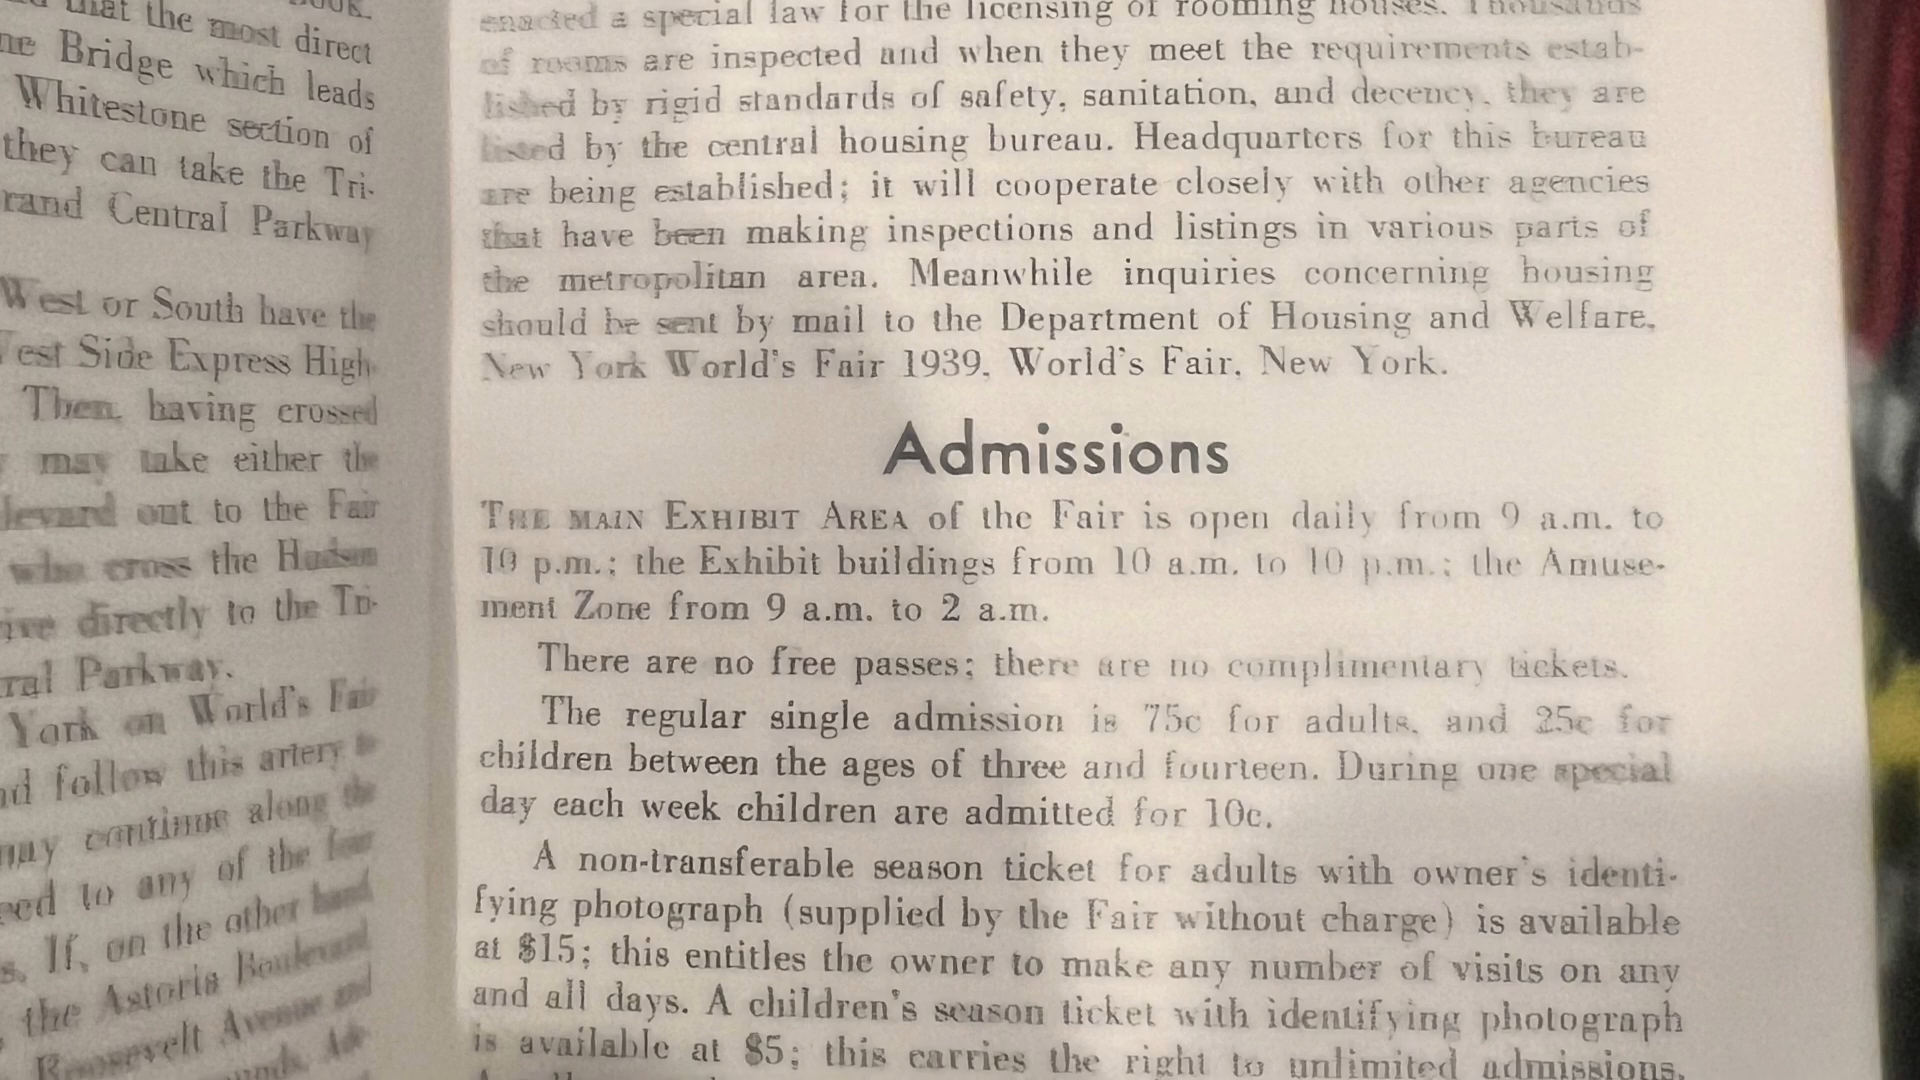 that the most direct
Bridge which leads
Whitestone section of
they can take the Tri-
Central Parkway
West or South have the
Side Express High
Then, having crossed
may take either the
out to the Fair
who cross the Hudson
directly to the Tri-
Parkway.
York on World's Fair
follow this artery to
may continue along the
to any of the four
If, on the other hand
the Astoria Boulevard
Roosevelt Avenue and
enacted a special law for the licensing of rooming houses. Thousands
of rooms are inspected and when they meet the requirements estab-
lished by rigid standards of safety, sanitation, and decency, they are
listed by the central housing bureau. Headquarters for this bureau
are being established; it will cooperate closely with other agencies
that have been making inspections and listings in various parts of
the metropolitan area. Meanwhile inquiries concerning housing
should be sent by mail to the Department of Housing and Welfare,
New York World's Fair 1939, World's Fair, New York.
Admissions
THE MAIN EXHIBIT AREA of the Fair is open daily from 9 a.m. to
10 p.m.; the Exhibit buildings from 10 a.m. to 10 p.m.; the Amuse-
ment Zone from 9 a.m. to 2 a.m.
There are no free passes; there are no complimentary tickets.
The regular single admission is 75c for adults, and 25c for
children between the ages of three and fourteen. During one special
day each week children are admitted for 10c.
A non-transferable season ticket for adults with owner's identi-
fying photograph (supplied by the Fair without charge) is available
at $15; this entitles the owner to make any number of visits on any
and all days. A children's season ticket with identifying photograph
is available at $5; this carries the right to unlimited admissions.